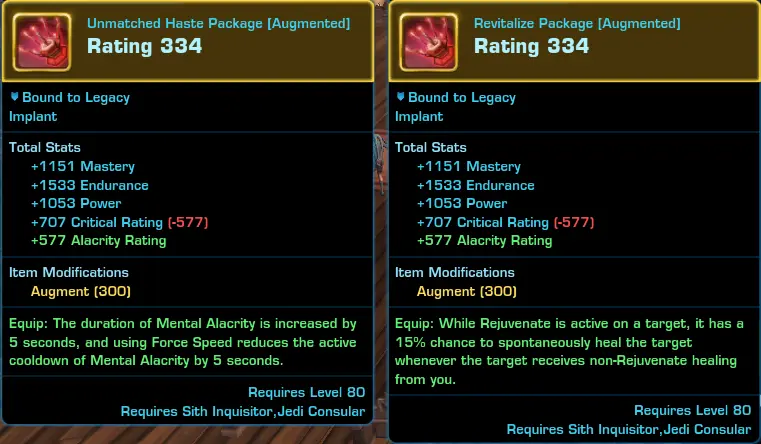 Unmatched Haste Package [Augmented]
Rating 334
Bound to Legacy
Implant
Total Stats
+1151 Mastery
+1533 Endurance
+1053 Power
+707 Critical Rating (-577)
+577 Alacrity Rating
Item Modifications
Augment (300)
Equip: The duration of Mental Alacrity is increased by
5 seconds, and using Force Speed reduces the active
cooldown of Mental Alacrity by 5 seconds.
Requires Level 80
Requires Sith Inquisitor,Jedi Consular
Revitalize Package [Augmented]
Rating 334
Bound to Legacy
Implant
Total Stats
+1151 Mastery
+1533 Endurance
+1053 Power
+707 Critical Rating (-577)
+577 Alacrity Rating
Item Modifications
Augment (300)
Equip: While Rejuvenate is active on a target, it has a
15% chance to spontaneously heal the target
whenever the target receives non-Rejuvenate healing
from you.
Requires Level 80
Requires Sith Inquisitor,Jedi Consular